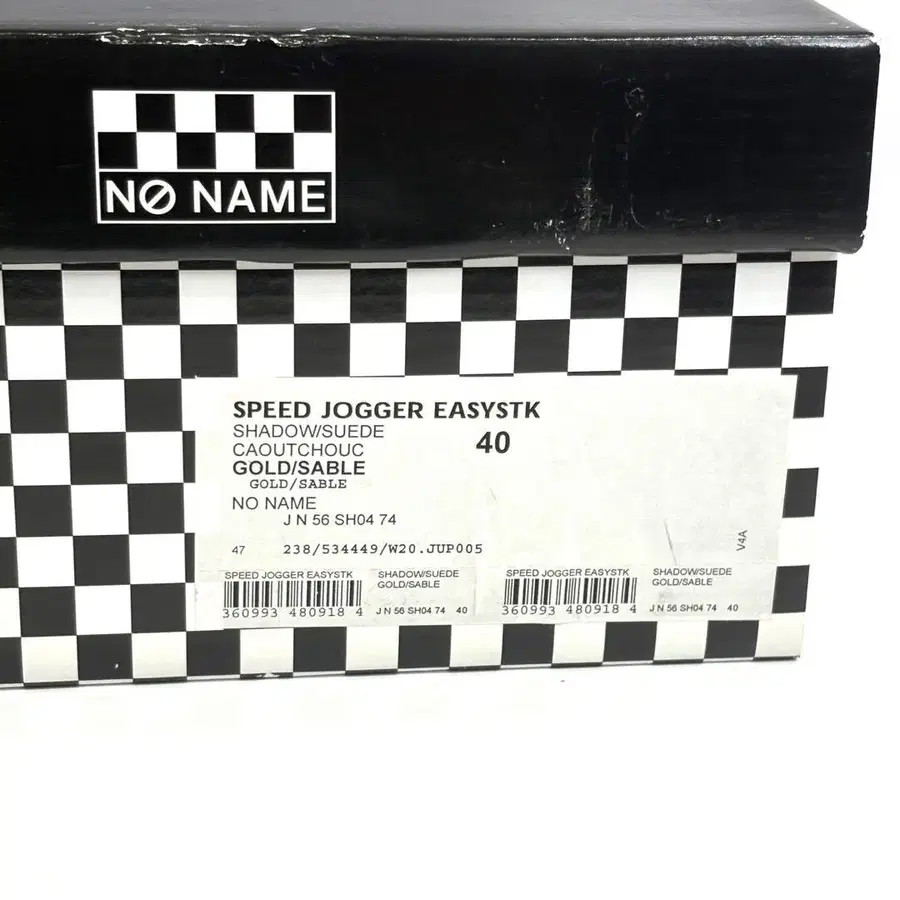 NO NAME
SPEED JOGGER EASYSTK
SHADOW/SUEDE
40
CAOUTCHOUC
GOLD/SABLE
GOLD/SABLE
NO NAME
J N 56 SH04 74
47 238/534449/W20.JUP005
V4A
SPEED JOGGER EASYSTK
SHADOW/SUEDE
GOLD/SABLE
360993 480918 4
J N 56 SH04 74 40
SPEED JOGGER EASYSTK
SHADOW/SUEDE
GOLD/SABLE
360993 480918 4
J N 56 SH04 74 40